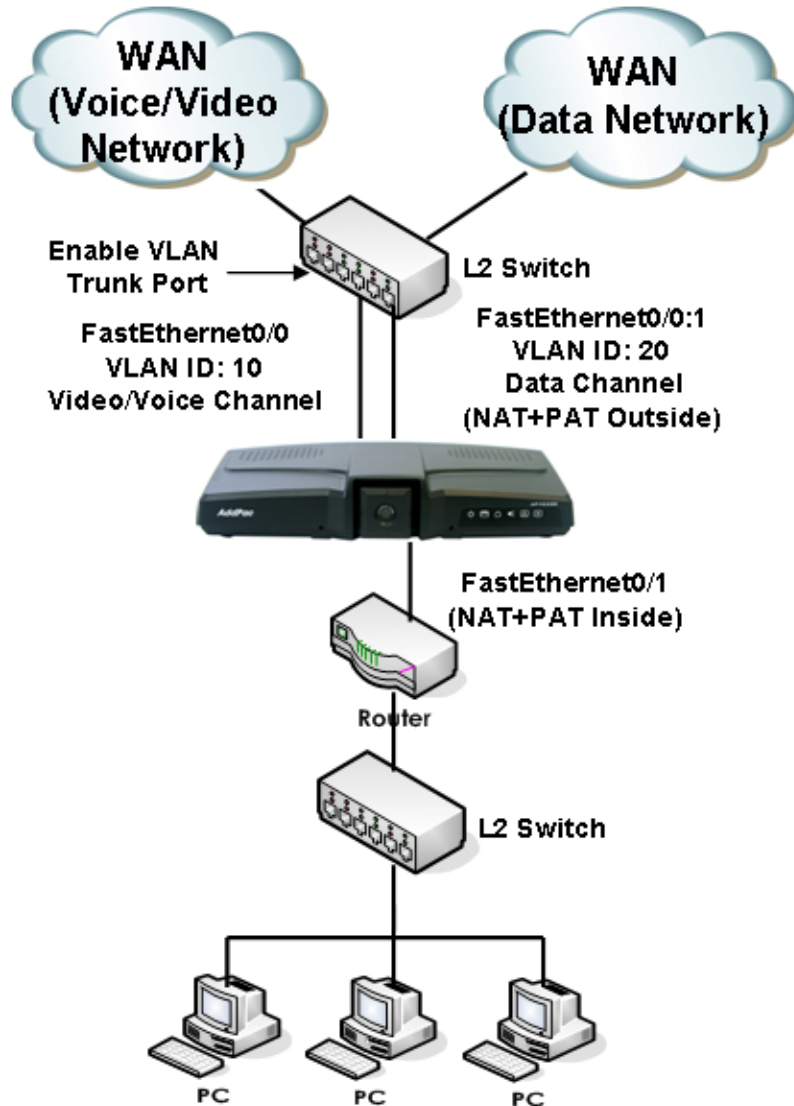 WAN
(Voice/Video
Network)
WAN
(Data Network)
Enable VLAN
Trunk Port
L2 Switch
FastEthernet0/0
VLAN ID: 10
Video/Voice Channel
FastEthernet0/0:1
VLAN ID: 20
Data Channel
(NAT+PAT Outside)
AddPac
FastEthernet0/1
(NAT+PAT Inside)
Router
L2 Switch
PC
PC
PC